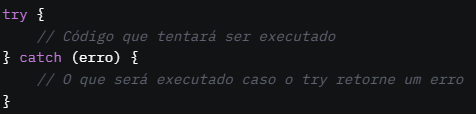 try {
    // Código que tentará ser executado
} catch (erro) {
    // O que será executado caso o try retorne um erro
}